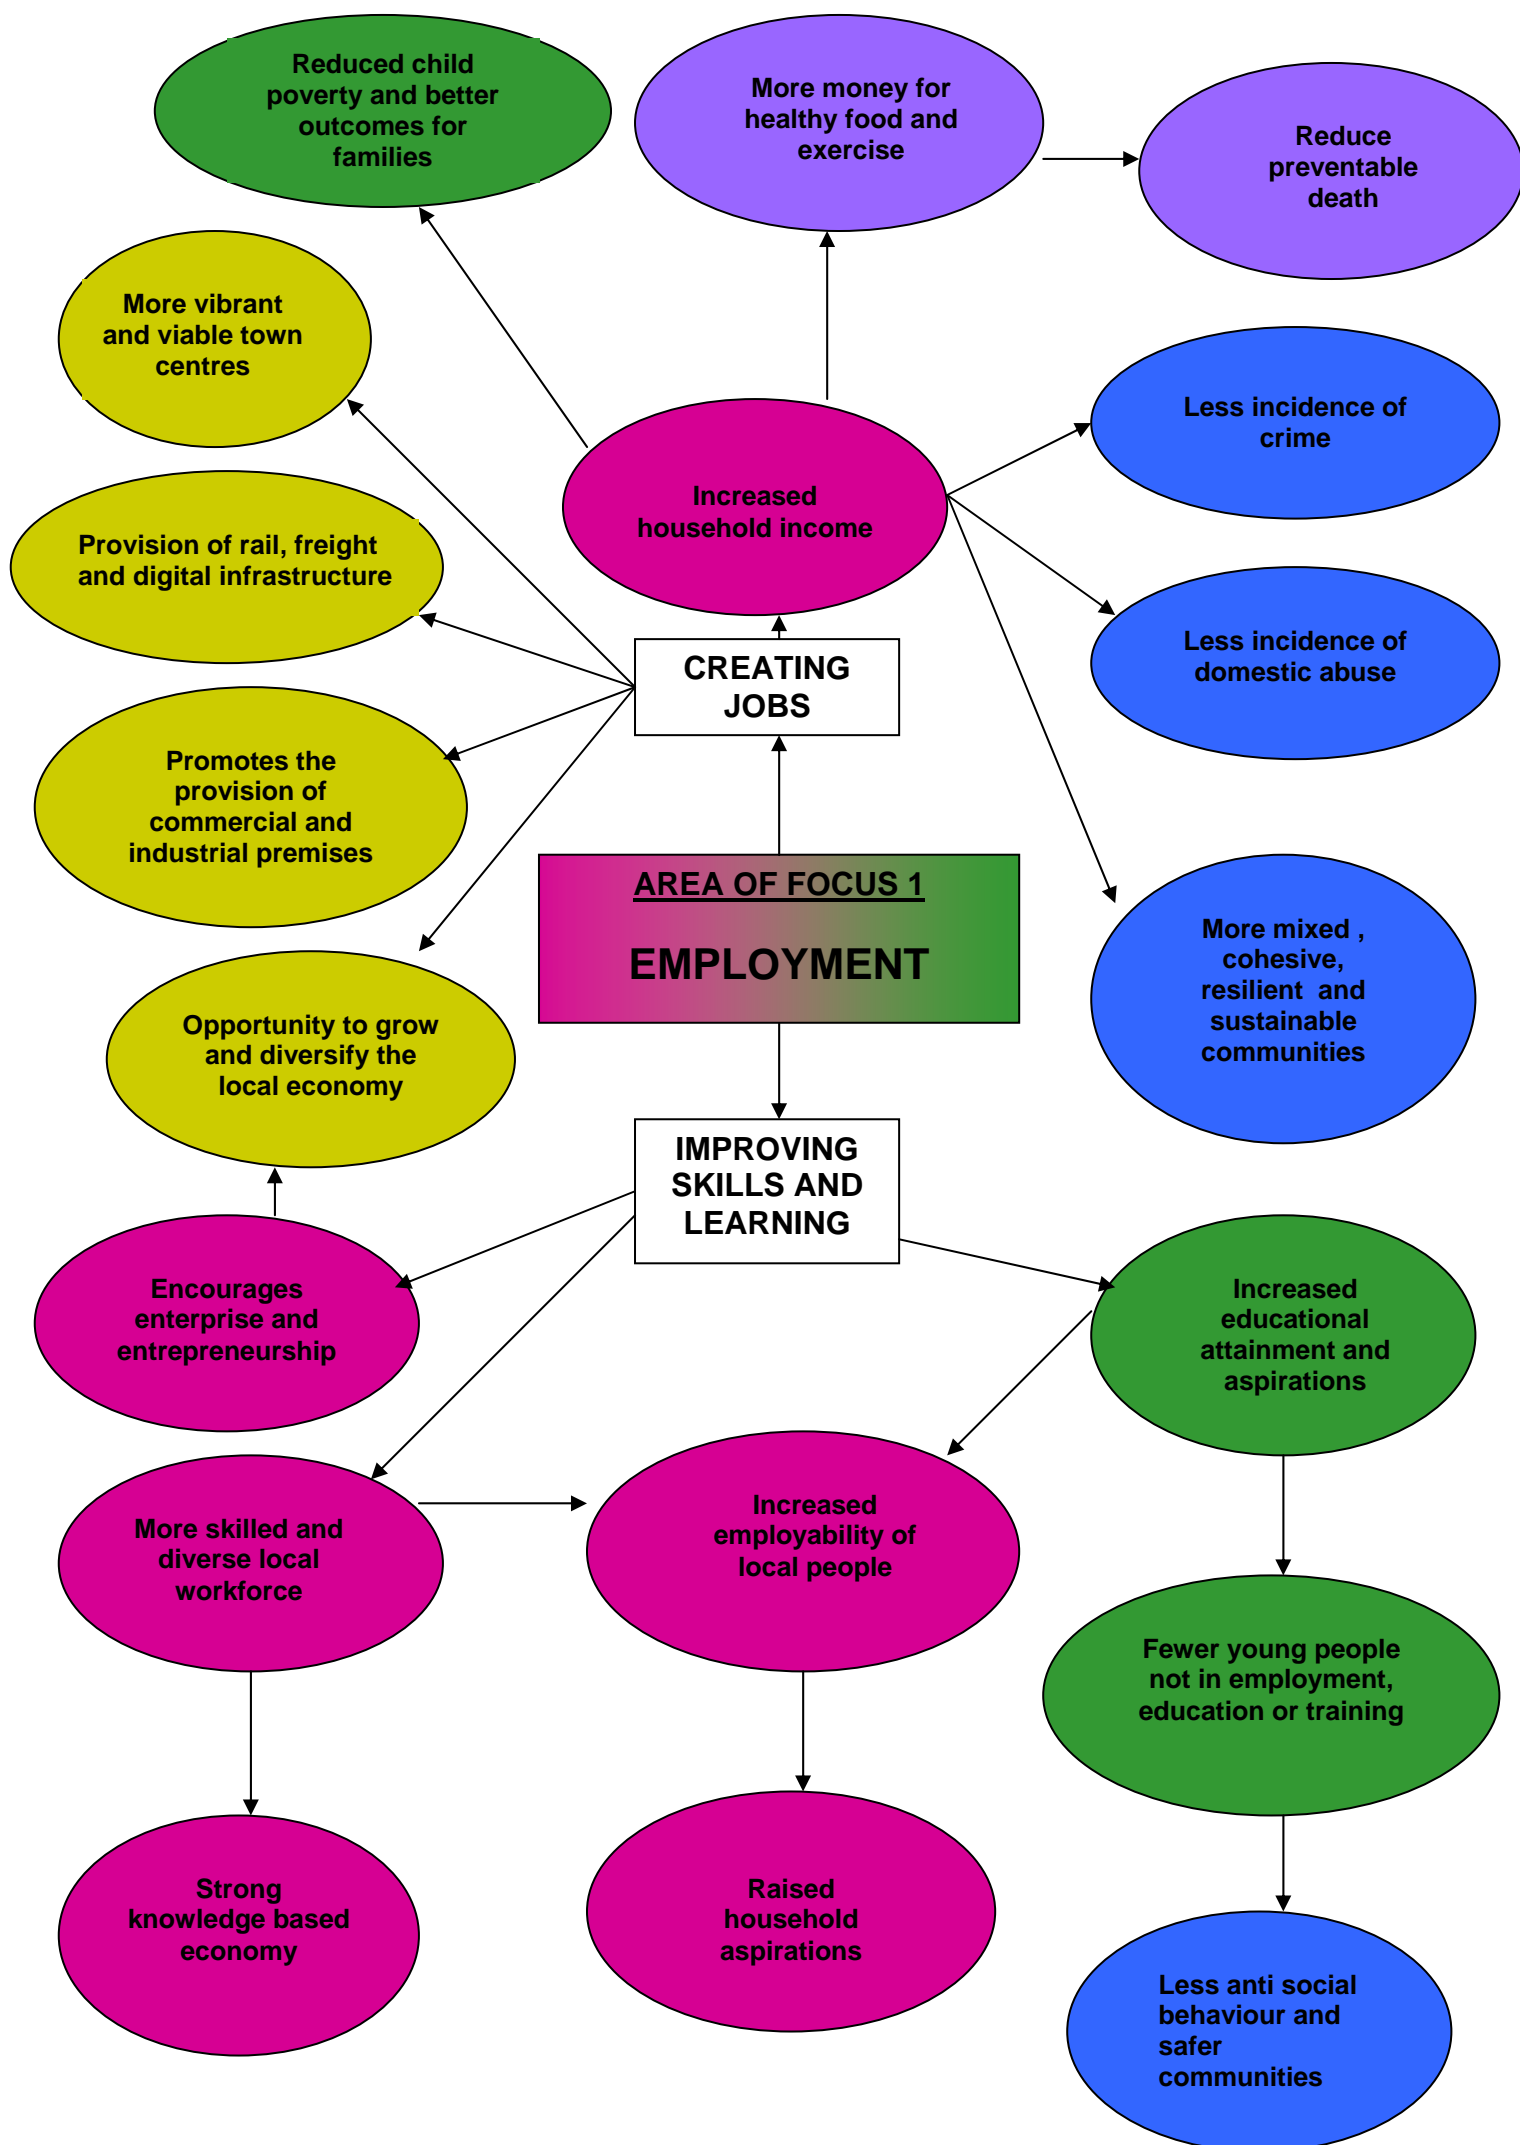 Reduced child
poverty and better
outcomes for
families
More money for
healthy food and
exercise
Reduce
preventable
death
More vibrant
and viable town
centres
Less incidence of
crime
Increased
household income
Provision of rail, freight
and digital infrastructure
Less incidence of
domestic abuse
CREATING
JOBS
Promotes the
provision of
commercial and
industrial premises
AREA OF FOCUS 1
EMPLOYMENT
More mixed ,
cohesive,
resilient  and
sustainable
communities
Opportunity to grow
and diversify the
local economy
IMPROVING
SKILLS AND
LEARNING
Encourages
enterprise and
entrepreneurship
Increased
educational
attainment and
aspirations
More skilled and
diverse local
workforce
Increased
employability of
local people
Fewer young people
not in employment,
education or training
Strong
knowledge based
economy
Raised
household
aspirations
Less anti social
behaviour and
safer
communities